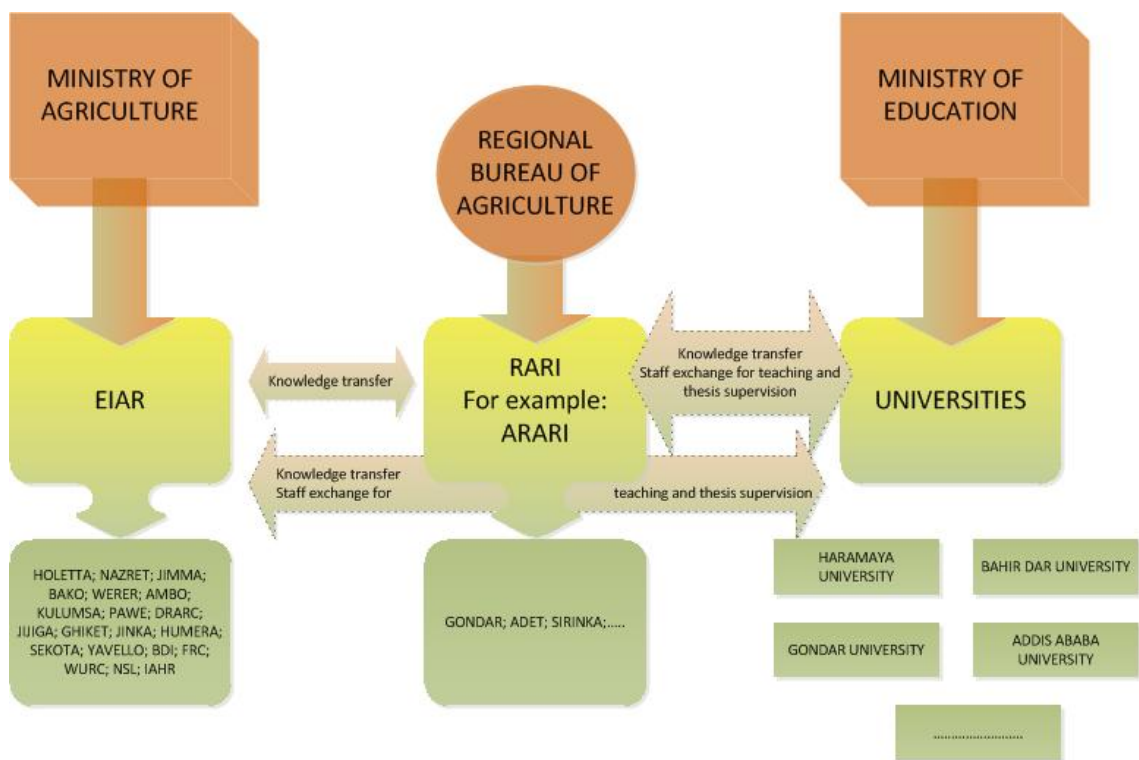 MINISTRY OF
AGRICULTURE
REGIONAL
BUREAU OF
AGRICULTURE
MINISTRY OF
EDUCATION
EIAR
Knowledge transfer
RARI
For example:
ARARI
Knowledge transfer
Staff exchange for teaching and
thesis supervision
UNIVERSITIES
Knowledge transfer
Staff exchange for
teaching and thesis supervision
HOLETTA; NAZRET; JIMMA;
BAKO; WERER; AMBO;
KULUMSA; PAWE; DRARC;
JIJIGA; GHIKET; JINKA; HUMERA;
SEKOTA; YAVELLO; BDI; FRC;
WURC; NSL; IAHR
GONDAR; ADET; SIRINKA;.....
HARAMAYA
UNIVERSITY
BAHIR DAR UNIVERSITY
GONDAR UNIVERSITY
ADDIS ABABA
UNIVERSITY
.........................